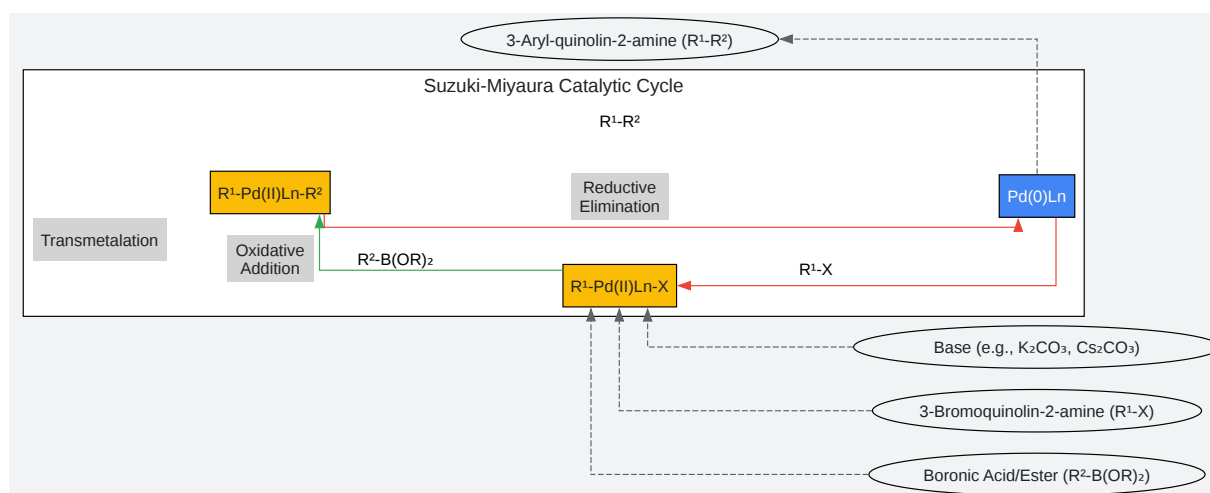 3-Aryl-quinolin-2-amine (R¹-R²)
Suzuki-Miyaura Catalytic Cycle
R¹-R²
R¹-Pd(II)Ln-R²
Reductive
Elimination
Pd(0)Ln
Transmetalation
Oxidative
Addition
R²-B(OR)₂
R¹-X
R¹-Pd(II)Ln-X
Base (e.g., K₂CO₃, Cs₂CO₃)
3-Bromoquinolin-2-amine (R¹-X)
Boronic Acid/Ester (R²-B(OR)₂)